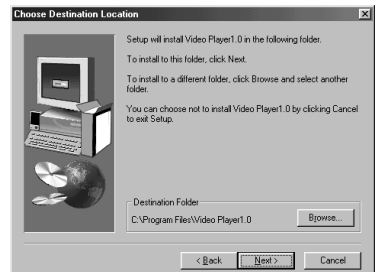 Choose Destination Location
Setup will install Video Player1.0 in the following folder.
To install to this folder, click Next.
To install to a different folder, click Browse and select another
folder.
You can choose not to install Video Player1.0 by clicking Cancel
to exit Setup.
Destination Folder
C:\Program Files\Video Player1.0
Browse...
< Back
Next >
Cancel